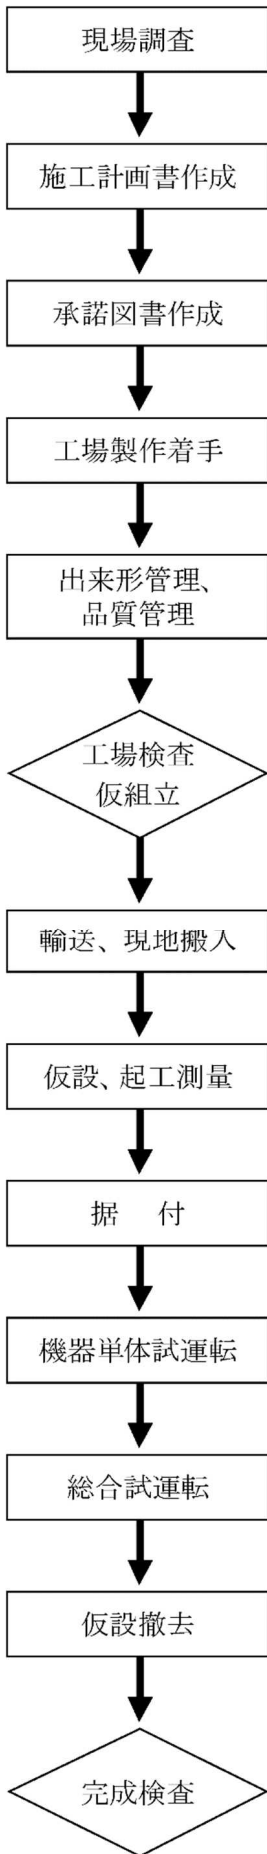 現場調査
施工計画書作成
承諾図書作成
工場製作着手
出来形管理、
品質管理
工場検査
仮組立
輸送、現地搬入
仮設、起工測量
据　付
機器単体試運転
総合試運転
仮設撤去
完成検査